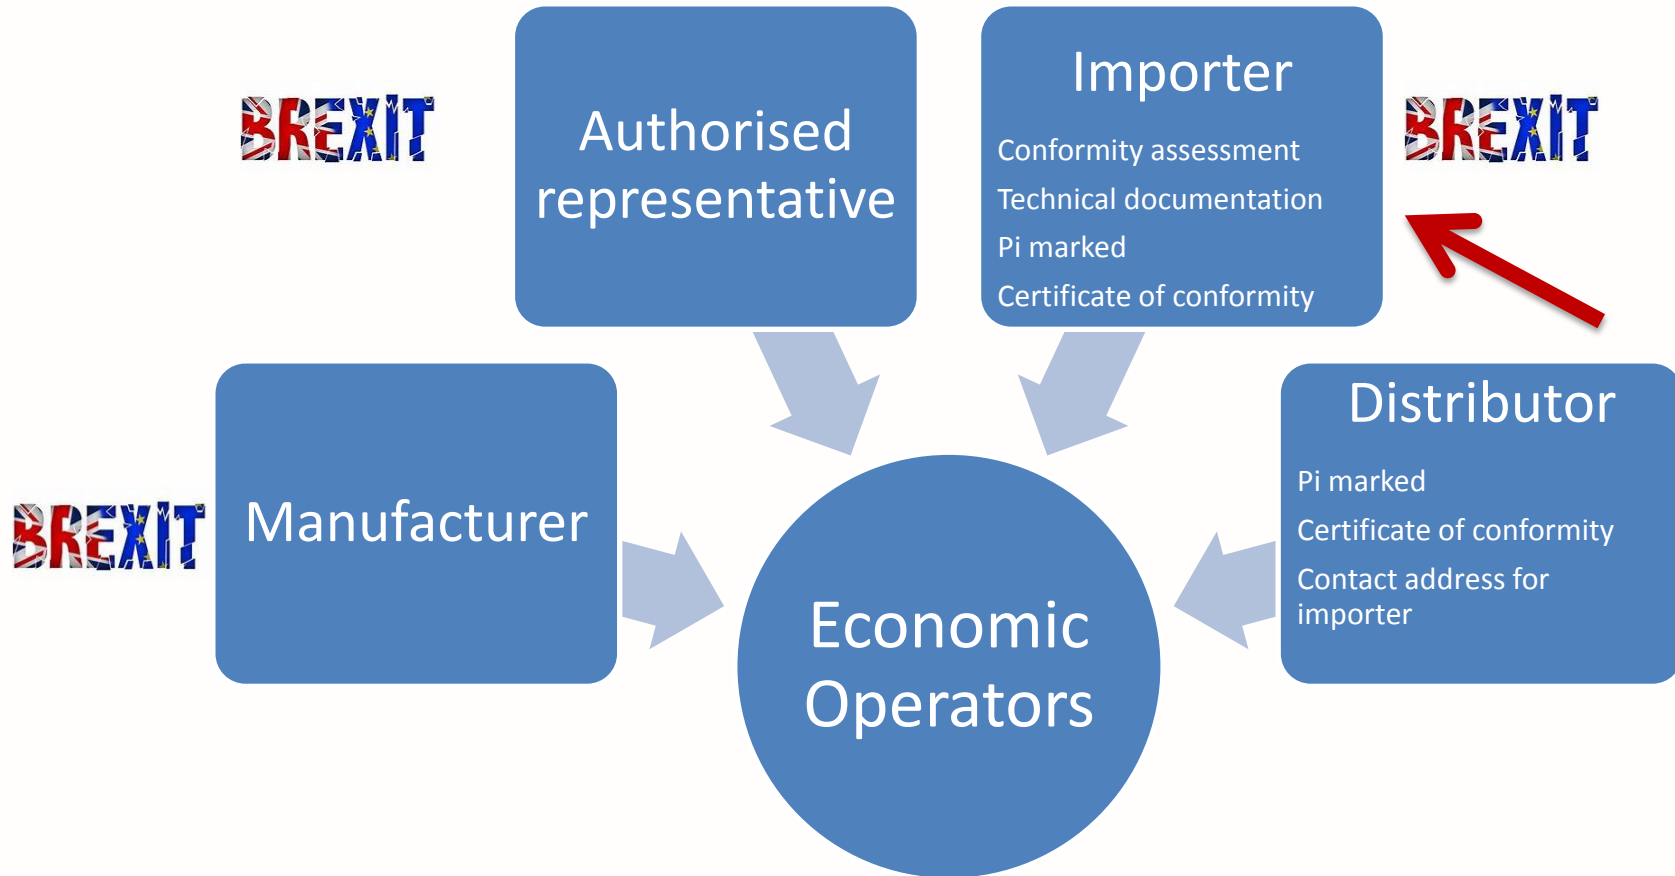 BREXIT
Authorised
representative
Importer
Conformity assessment
Technical documentation
Pi marked
Certificate of conformity
BREXIT
BREXIT
Manufacturer
Distributor
Pi marked
Certificate of conformity
Contact address for
importer
Economic
Operators